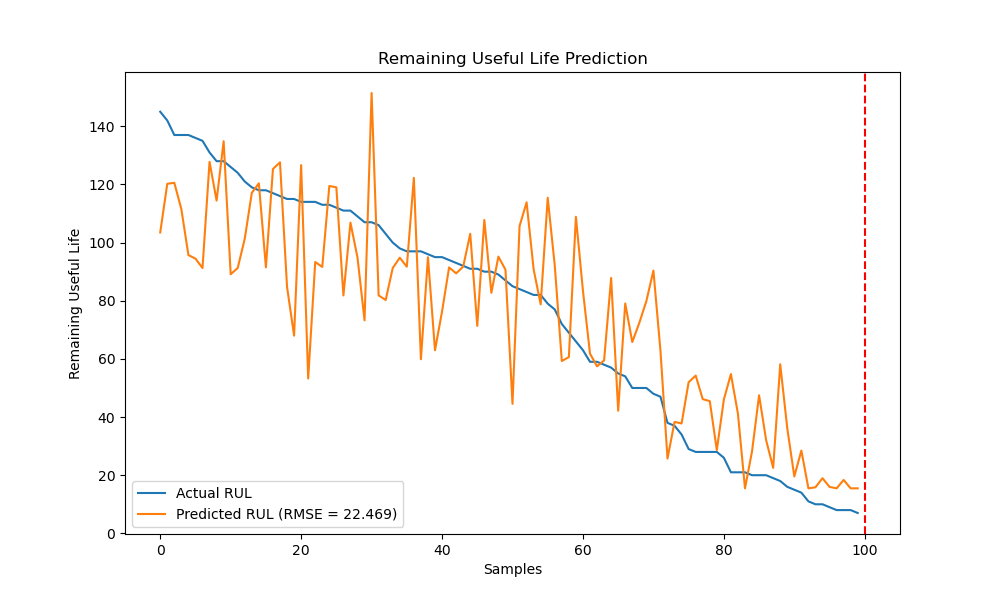 Remaining Useful Life Prediction
Remaining Useful Life
140
120
100
80
60
40
20
0
Actual RUL
Predicted RUL (RMSE = 22.469)
0 20 40 60 80 100
Samples